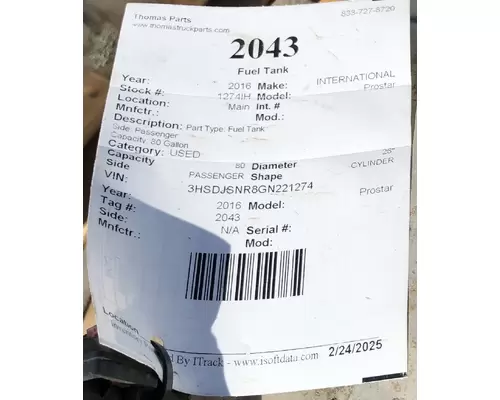 Thomas Parts 833-727-8720
www.thomastruckparts.com
2043
Fuel Tank
Year: 2016 Make: INTERNATIONAL
Stock #: 1274IH Model: Prostar
Location: Main Int. #
Mnfctr.: Mod.:
Description: Part Type: Fuel Tank
Side: Passenger
Capacity: 80 Gallon
Category: USED
Capacity 80 Diameter 25"
Side PASSENGER Shape CYLINDER
VIN: 3HSDJSNR8GN221274
Year: 2016 Model: Prostar
Tag #: 2043
Side: N/A Serial #:
Mnfctr.: Mod:
Location
By ITrack - www.isoftdata.com 2/24/2025